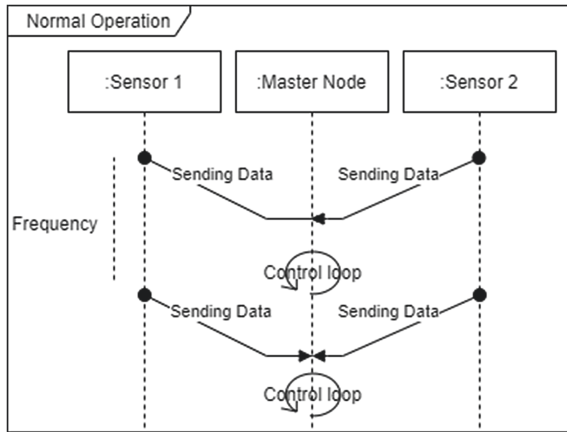 Normal Operation
:Sensor 1
:Master Node
:Sensor 2
Sending Data
Sending Data
Frequency
Control loop
Sending Data
Sending Data
Control loop